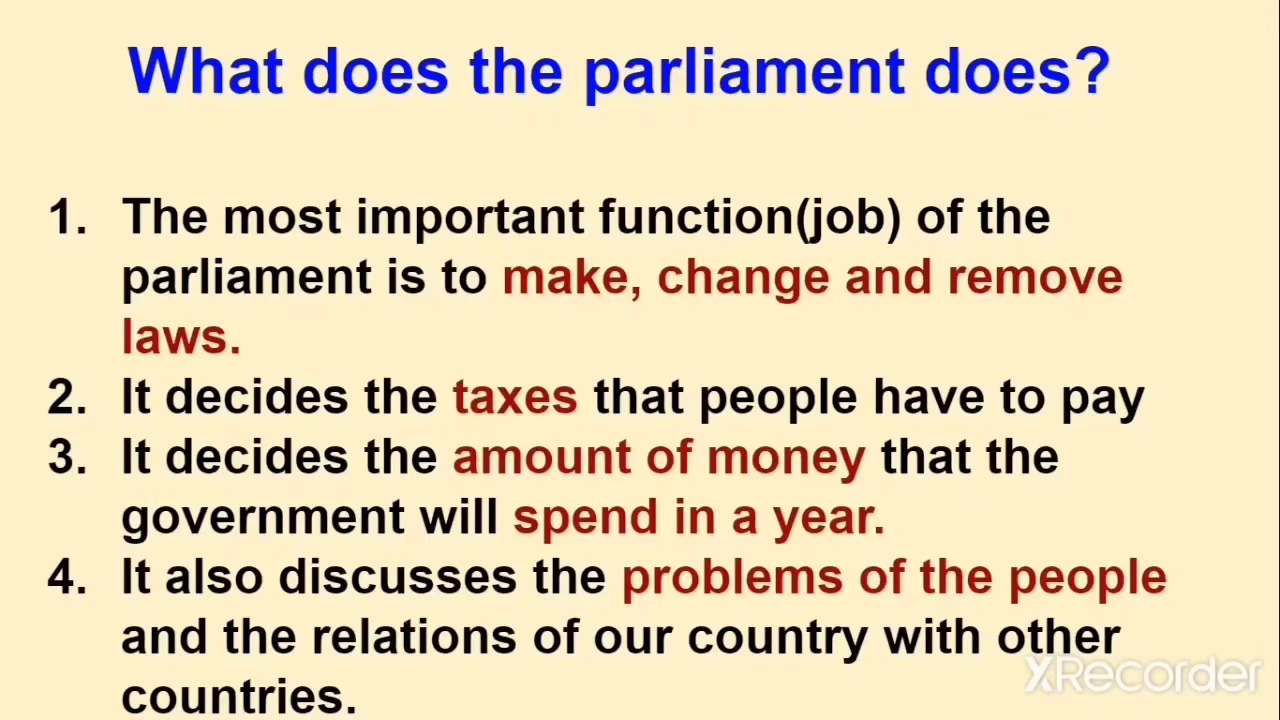 What does the parliament does?
1. The most important function(job) of the
parliament is to make, change and remove
laws.
2. It decides the taxes that people have to pay
3. It decides the amount of money that the
government will spend in a year.
4. It also discusses the problems of the people
and the relations of our country with other
countries.
XRecorder